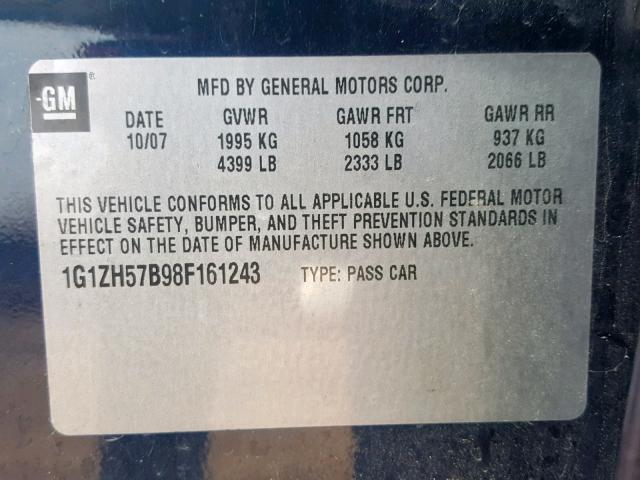 GM
®
MFD BY GENERAL MOTORS CORP.
DATE GVWR GAWR FRT GAWR RR
10/07 1995 KG 1058 KG 937 KG
4399 LB 2333 LB 2066 LB
THIS VEHICLE CONFORMS TO ALL APPLICABLE U.S. FEDERAL MOTOR
VEHICLE SAFETY, BUMPER, AND THEFT PREVENTION STANDARDS IN
EFFECT ON THE DATE OF MANUFACTURE SHOWN ABOVE.
1G1ZH57B98F161243 TYPE: PASS CAR